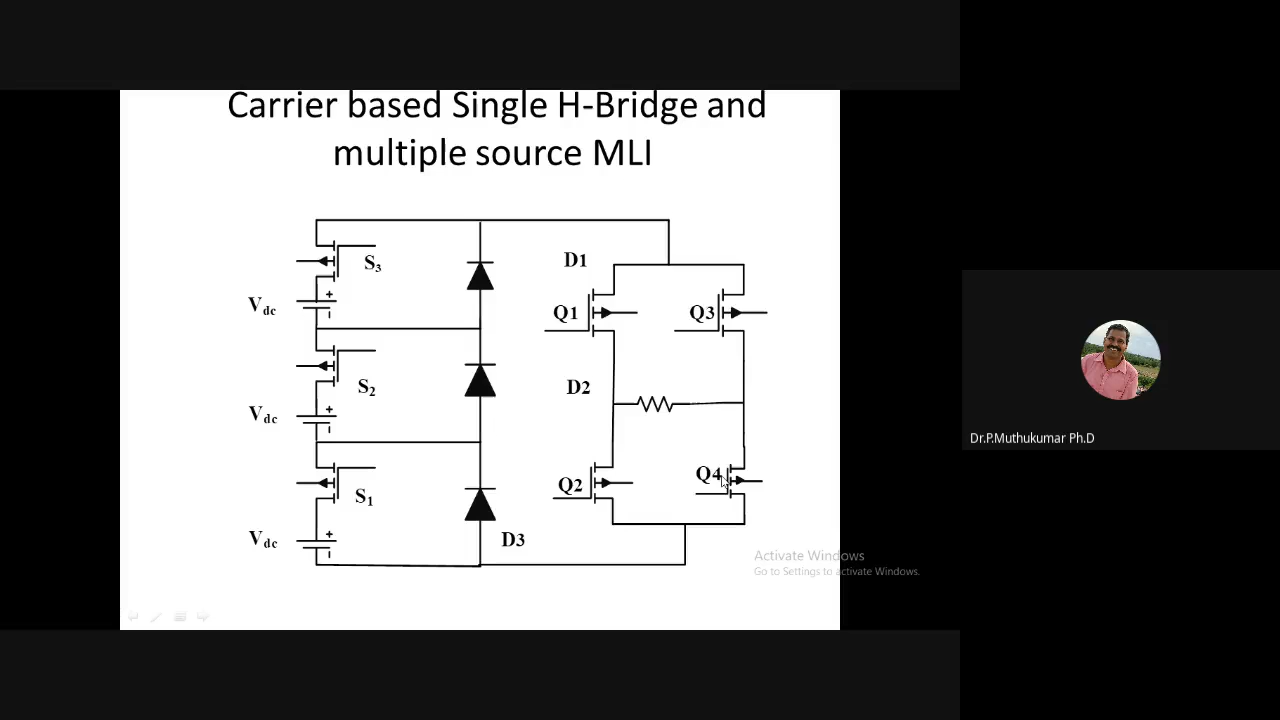 Carrier based Single H-Bridge and
multiple source MLI
D1
S3
Q1
Q3
Vdc
D2
S2
Vdc
Q4
Q2
S1
Vdc
D3
Dr.P.Muthukumar Ph.D
Activate Windows
Go to Settings to activate Windows.